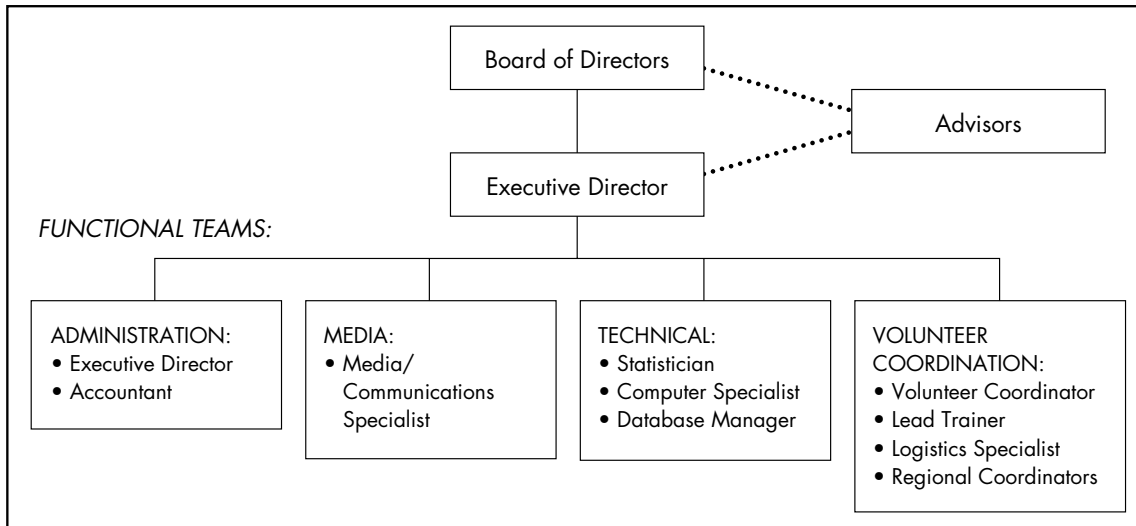 Board of Directors
Advisors
Executive Director
FUNCTIONAL TEAMS:
ADMINISTRATION:
• Executive Director
• Accountant
MEDIA:
• Media/
Communications
Specialist
TECHNICAL:
• Statistician
• Computer Specialist
• Database Manager
VOLUNTEER
COORDINATION:
• Volunteer Coordinator
• Lead Trainer
• Logistics Specialist
• Regional Coordinators